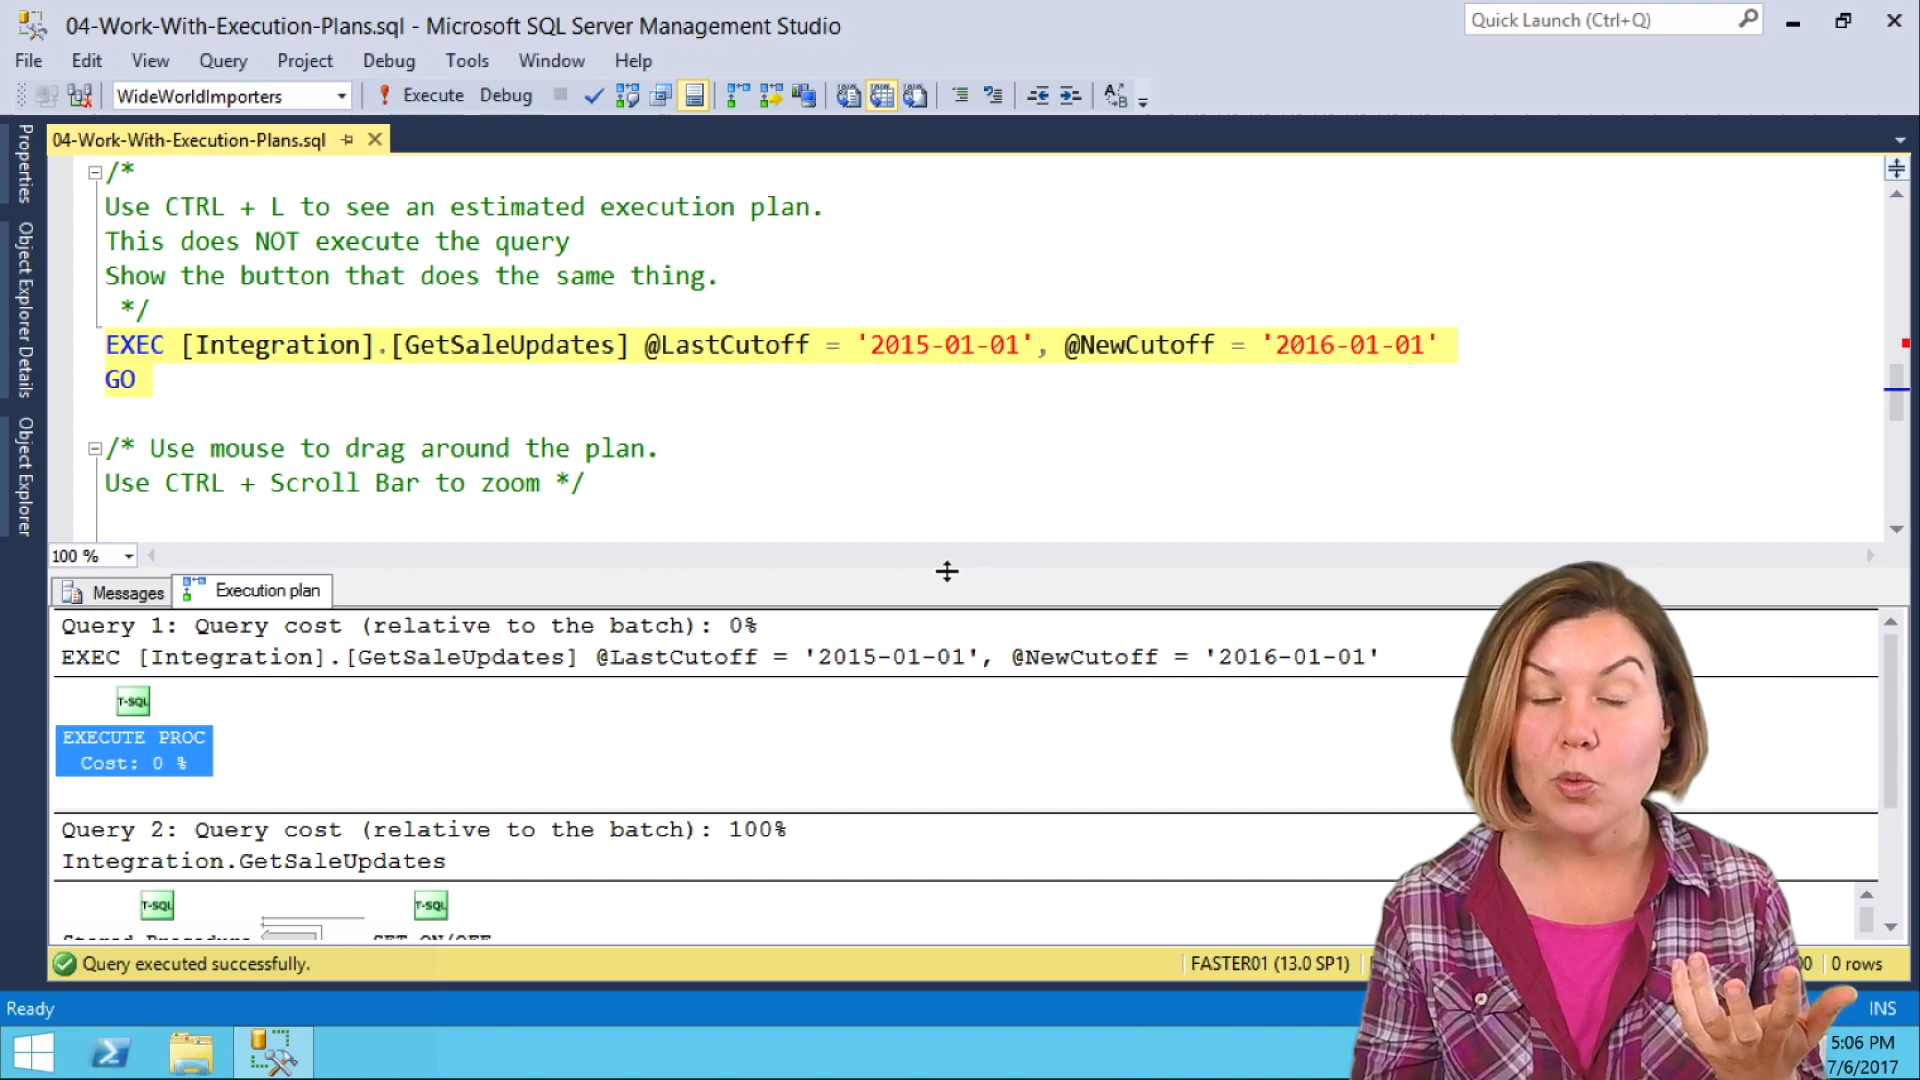 04-Work-With-Execution-Plans.sql - Microsoft SQL Server Management Studio
Quick Launch (Ctrl+Q)
File Edit View Query Project Debug Tools Window Help
WideWorldImporters Execute Debug
04-Work-With-Execution-Plans.sql
Properties
Object Explorer Details
Object Explorer
/*
Use CTRL + L to see an estimated execution plan.
This does NOT execute the query
Show the button that does the same thing.
*/
EXEC [Integration].[GetSaleUpdates] @LastCutoff = '2015-01-01', @NewCutoff = '2016-01-01'
GO
/* Use mouse to drag around the plan.
Use CTRL + Scroll Bar to zoom */
100 %
Messages Execution plan
Query 1: Query cost (relative to the batch): 0%
EXEC [Integration].[GetSaleUpdates] @LastCutoff = '2015-01-01', @NewCutoff = '2016-01-01'
T-SQL
EXECUTE PROC
Cost: 0 %
Query 2: Query cost (relative to the batch): 100%
Integration.GetSaleUpdates
T-SQL T-SQL
Stored Procedure SET ON/OFF
Query executed successfully. FASTER01 (13.0 SP1) 0 rows
Ready INS
5:06 PM
7/6/2017